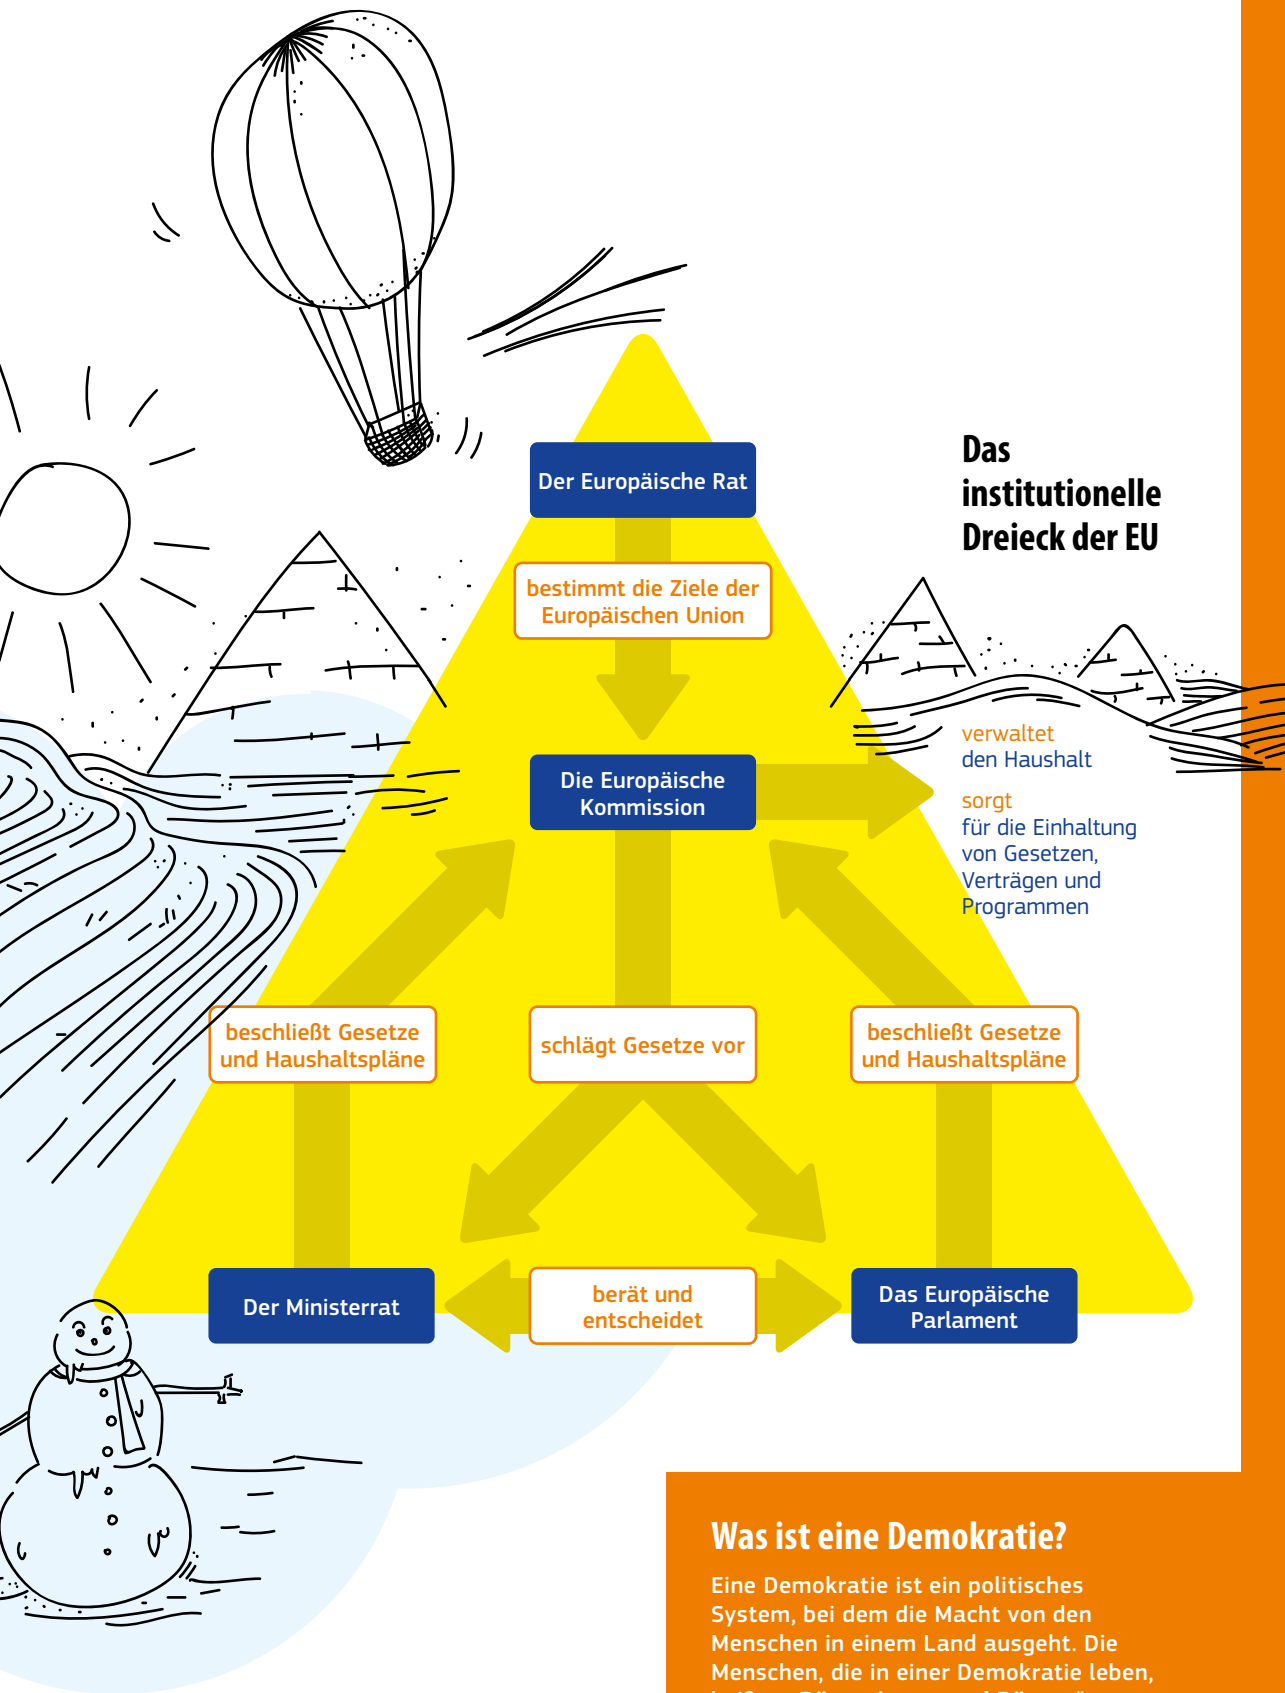 Das
institutionelle
Dreieck der EU
Der Europäische Rat
bestimmt die Ziele der
Europäischen Union
Die Europäische
Kommission
verwaltet
den Haushalt
sorgt
für die Einhaltung
von Gesetzen,
Verträgen und
Programmen
beschließt Gesetze
und Haushaltspläne
schlägt Gesetze vor
beschließt Gesetze
und Haushaltspläne
Der Ministerrat
berät und
entscheidet
Das Europäische
Parlament
Was ist eine Demokratie?
Eine Demokratie ist ein politisches
System, bei dem die Macht von den
Menschen in einem Land ausgeht. Die
Menschen, die in einer Demokratie leben,